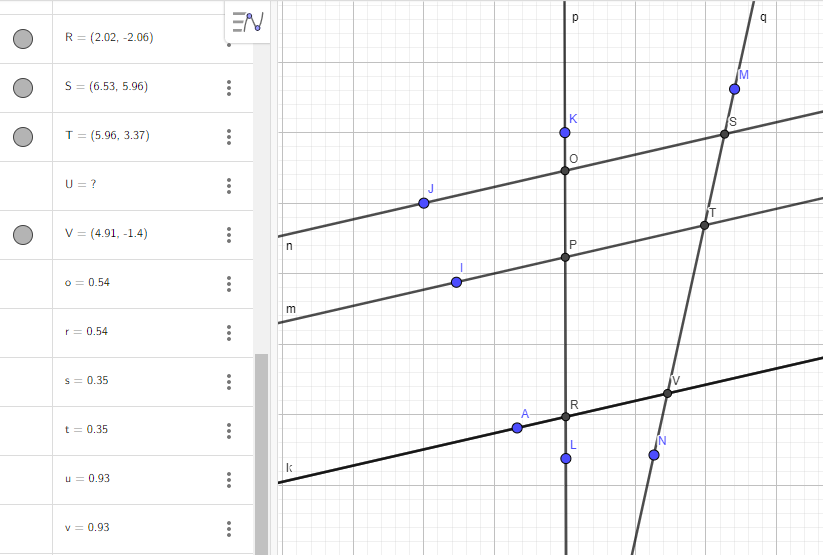 R = (2.02, -2.06)
S = (6.53, 5.96)
T = (5.96, 3.37)
U = ?
V = (4.91, -1.4)
o = 0.54
r = 0.54
s = 0.35
t = 0.35
u = 0.93
v = 0.93
p
q
M
K
S
O
J
T
n
P
I
m
V
R
A
L
N
k